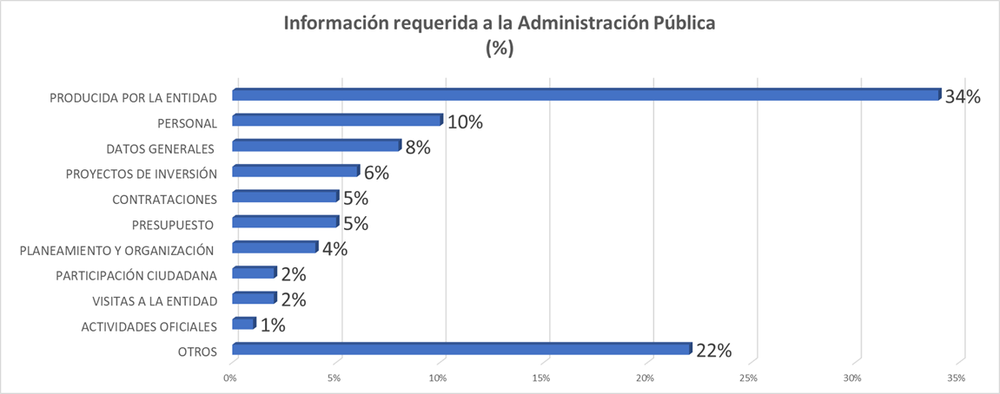 Información requerida a la Administración Pública
(%)
PRODUCIDA POR LA ENTIDAD 34%
PERSONAL 10%
DATOS GENERALES 8%
PROYECTOS DE INVERSIÓN 6%
CONTRATACIONES 5%
PRESUPUESTO 5%
PLANEAMIENTO Y ORGANIZACIÓN 4%
PARTICIPACIÓN CIUDADANA 2%
VISITAS A LA ENTIDAD 2%
ACTIVIDADES OFICIALES 1%
OTROS 22%
0% 5% 10% 15% 20% 25% 30% 35%